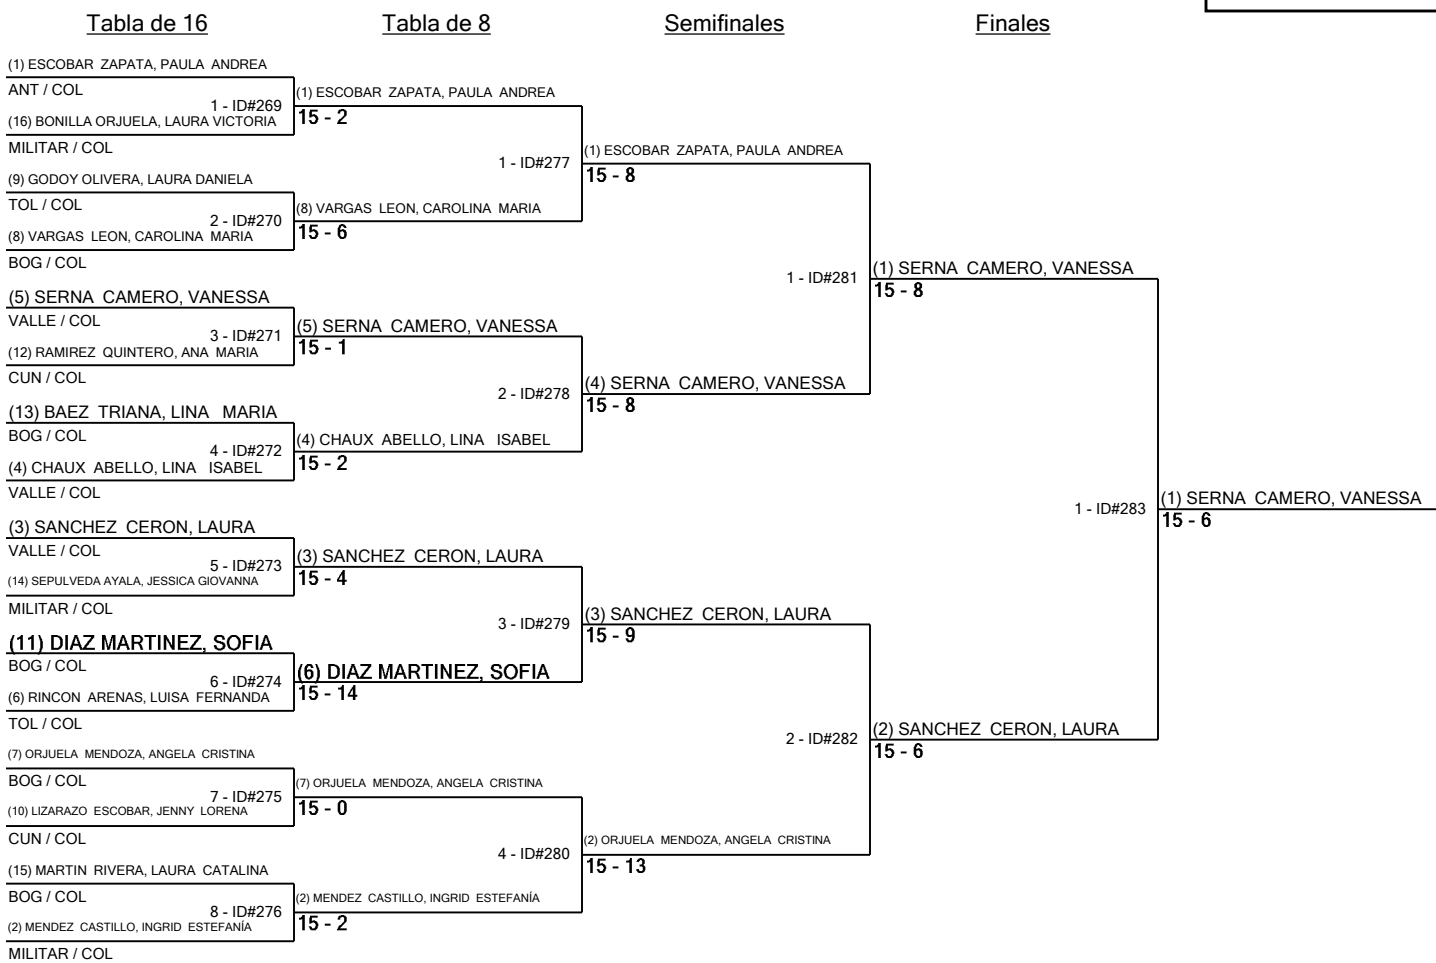 Tabla de 16
Tabla de 8
Semifinales
Finales
(1) ESCOBAR ZAPATA, PAULA ANDREA
ANT / COL
1 - ID#269
(16) BONILLA ORJUELA, LAURA VICTORIA
MILITAR / COL
(9) GODOY OLIVERA, LAURA DANIELA
TOL / COL
2 - ID#270
(8) VARGAS LEON, CAROLINA MARIA
BOG / COL
(5) SERNA CAMERO, VANESSA
VALLE / COL
3 - ID#271
(12) RAMIREZ QUINTERO, ANA MARIA
CUN / COL
(13) BAEZ TRIANA, LINA MARIA
BOG / COL
4 - ID#272
(4) CHAUX ABELLO, LINA ISABEL
VALLE / COL
(3) SANCHEZ CERON, LAURA
VALLE / COL
5 - ID#273
(14) SEPULVEDA AYALA, JESSICA GIOVANNA
MILITAR / COL
(11) DIAZ MARTINEZ, SOFIA
BOG / COL
6 - ID#274
(6) RINCON ARENAS, LUISA FERNANDA
TOL / COL
(7) ORJUELA MENDOZA, ANGELA CRISTINA
BOG / COL
7 - ID#275
(10) LIZARAZO ESCOBAR, JENNY LORENA
CUN / COL
(15) MARTIN RIVERA, LAURA CATALINA
BOG / COL
8 - ID#276
(2) MENDEZ CASTILLO, INGRID ESTEFANÍA
MILITAR / COL
(1) ESCOBAR ZAPATA, PAULA ANDREA
15 - 2
1 - ID#277
(8) VARGAS LEON, CAROLINA MARIA
15 - 6
(5) SERNA CAMERO, VANESSA
15 - 1
2 - ID#278
(4) CHAUX ABELLO, LINA ISABEL
15 - 2
(3) SANCHEZ CERON, LAURA
15 - 4
3 - ID#279
(6) DIAZ MARTINEZ, SOFIA
15 - 14
(7) ORJUELA MENDOZA, ANGELA CRISTINA
15 - 0
4 - ID#280
(2) MENDEZ CASTILLO, INGRID ESTEFANÍA
15 - 2
(1) ESCOBAR ZAPATA, PAULA ANDREA
15 - 8
1 - ID#281
(4) SERNA CAMERO, VANESSA
15 - 8
(3) SANCHEZ CERON, LAURA
15 - 9
2 - ID#282
(2) ORJUELA MENDOZA, ANGELA CRISTINA
15 - 13
(1) SERNA CAMERO, VANESSA
15 - 8
1 - ID#283
(2) SANCHEZ CERON, LAURA
15 - 6
(1) SERNA CAMERO, VANESSA
15 - 6